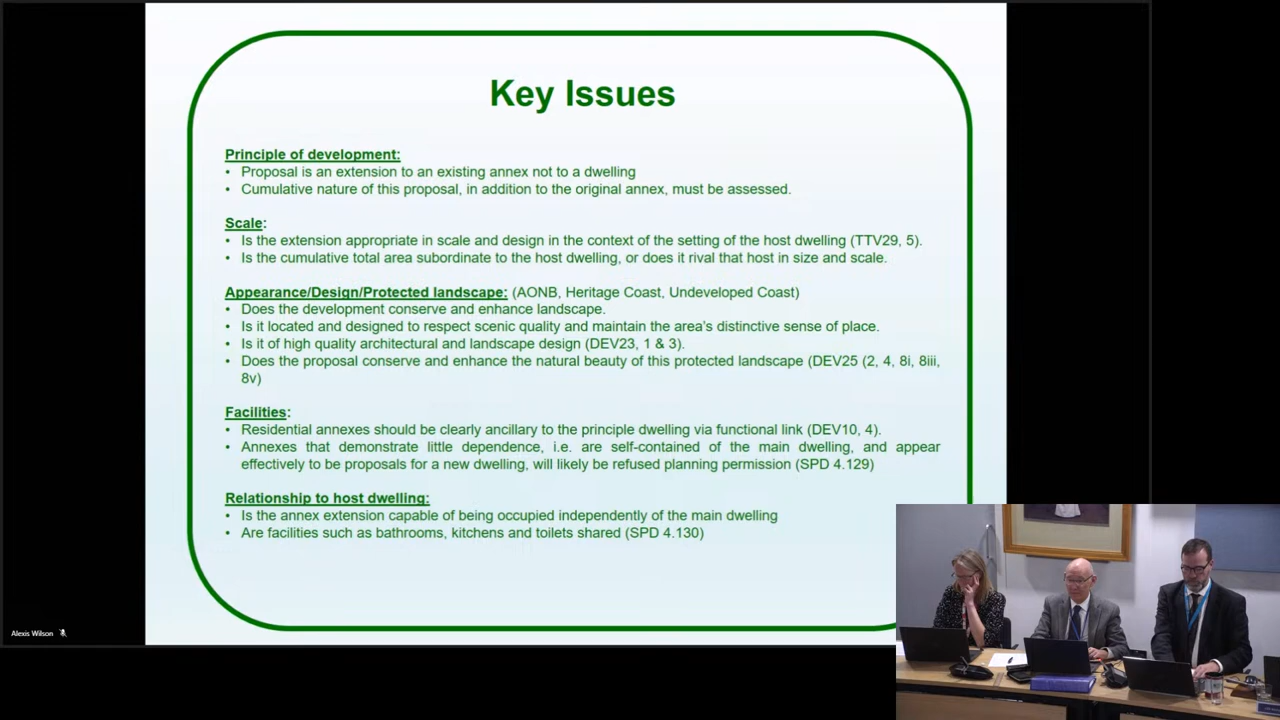 Key Issues
Principle of development:
• Proposal is an extension to an existing annex not to a dwelling
• Cumulative nature of this proposal, in addition to the original annex, must be assessed.
Scale:
• Is the extension appropriate in scale and design in the context of the setting of the host dwelling (TTV29, 5).
• Is the cumulative total area subordinate to the host dwelling, or does it rival that host in size and scale.
Appearance/Design/Protected landscape: (AONB, Heritage Coast, Undeveloped Coast)
• Does the development conserve and enhance landscape.
• Is it located and designed to respect scenic quality and maintain the area's distinctive sense of place.
• Is it of high quality architectural and landscape design (DEV23, 1 & 3).
• Does the proposal conserve and enhance the natural beauty of this protected landscape (DEV25 (2, 4, 8i, 8iii,
8v)
Facilities:
• Residential annexes should be clearly ancillary to the principle dwelling via functional link (DEV10, 4).
• Annexes that demonstrate little dependence, i.e. are self-contained of the main dwelling, and appear
effectively to be proposals for a new dwelling, will likely be refused planning permission (SPD 4.129)
Relationship to host dwelling:
• Is the annex extension capable of being occupied independently of the main dwelling
• Are facilities such as bathrooms, kitchens and toilets shared (SPD 4.130)
Alexis Wilson